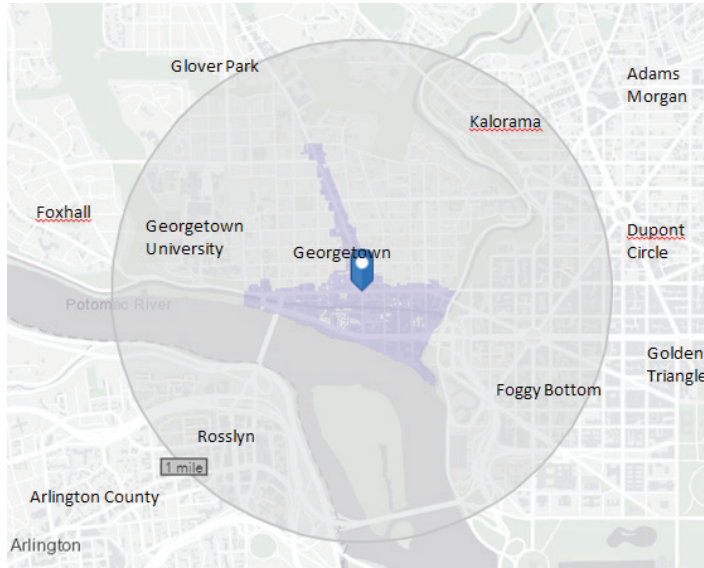 Glover Park
Adams
Morgan
Kalorama
Foxhall
Georgetown
University
Georgetown
Dupont
Circle
Potomac River
Golden
Triangle
Foggy Bottom
Rosslyn
1 mile
Arlington County
Arlington